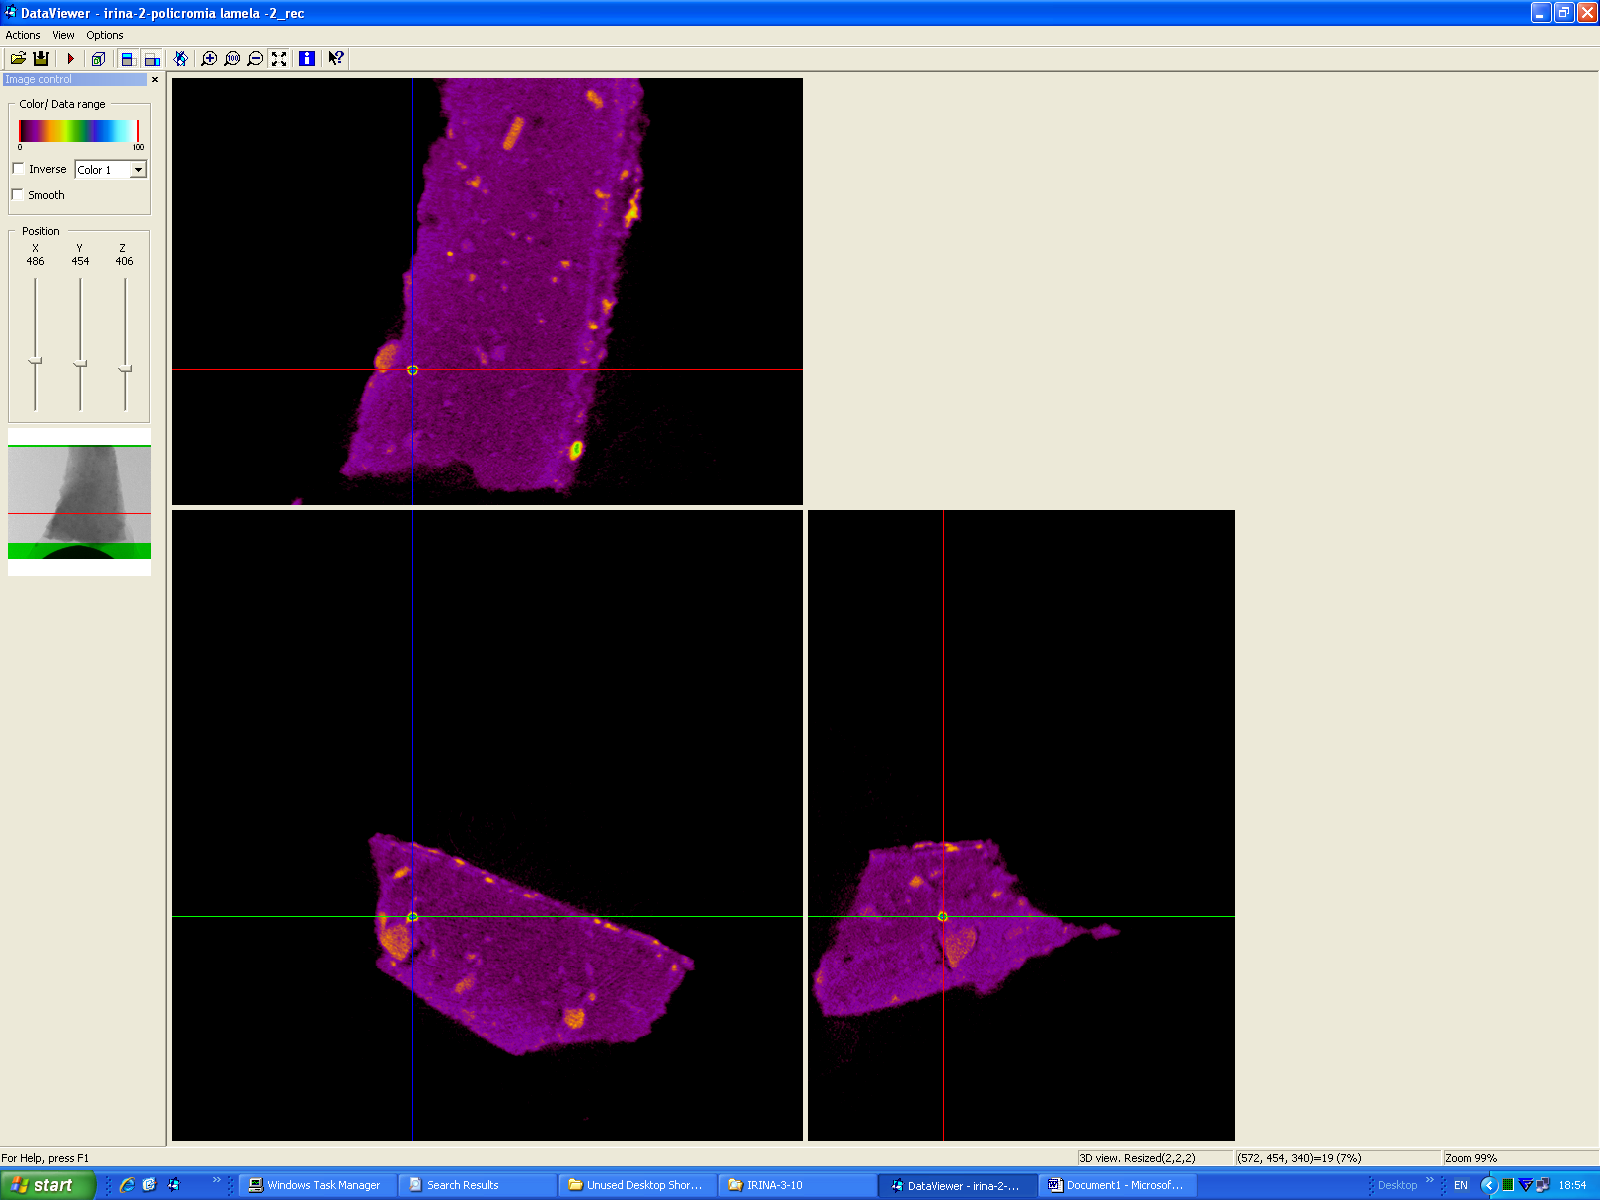 DataViewer - irina-2-policromia lamela -2_rec
Actions View Options
Image control
Color/ Data range
0 100
Inverse Color 1
Smooth
Position
X Y Z
486 454 406
For Help, press F1
3D view. Resized(2,2,2) (572, 454, 340)=19 (7%) Zoom 99%
start Windows Task Manager Search Results Unused Desktop Shor... IRINA-3-10 DataViewer - irina-2-... Document1 - Microsof... Desktop EN 18:54